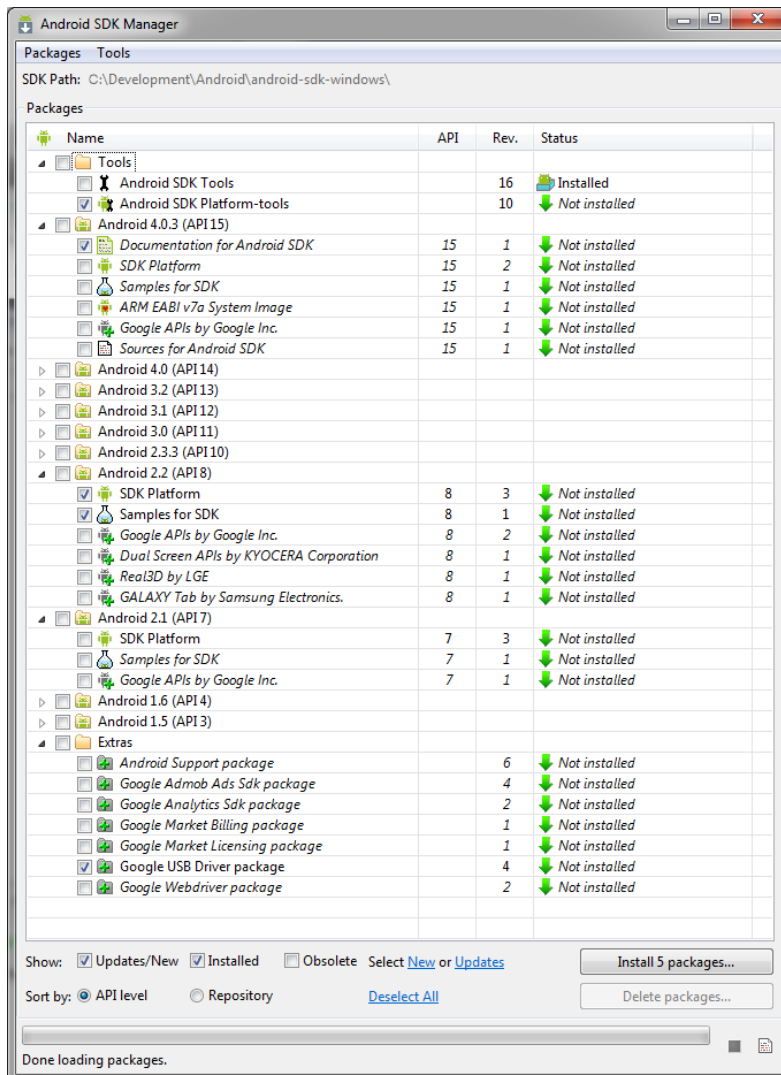 Android SDK Manager
Packages Tools
SDK Path: C:\Development\Android\android-sdk-windows\
Packages
Name API Rev. Status
Tools
Android SDK Tools 16 Installed
Android SDK Platform-tools 10 Not installed
Android 4.0.3 (API 15)
Documentation for Android SDK 15 1 Not installed
SDK Platform 15 2 Not installed
Samples for SDK 15 1 Not installed
ARM EABI v7a System Image 15 1 Not installed
Google APIs by Google Inc. 15 1 Not installed
Sources for Android SDK 15 1 Not installed
Android 4.0 (API 14)
Android 3.2 (API 13)
Android 3.1 (API 12)
Android 3.0 (API 11)
Android 2.3.3 (API 10)
Android 2.2 (API 8)
SDK Platform 8 3 Not installed
Samples for SDK 8 1 Not installed
Google APIs by Google Inc. 8 2 Not installed
Dual Screen APIs by KYOCERA Corporation 8 1 Not installed
Real3D by LGE 8 1 Not installed
GALAXY Tab by Samsung Electronics. 8 1 Not installed
Android 2.1 (API 7)
SDK Platform 7 3 Not installed
Samples for SDK 7 1 Not installed
Google APIs by Google Inc. 7 1 Not installed
Android 1.6 (API 4)
Android 1.5 (API 3)
Extras
Android Support package 6 Not installed
Google Admob Ads Sdk package 4 Not installed
Google Analytics Sdk package 2 Not installed
Google Market Billing package 1 Not installed
Google Market Licensing package 1 Not installed
Google USB Driver package 4 Not installed
Google Webdriver package 2 Not installed
Show: Updates/New Installed Obsolete Select New or Updates Install 5 packages...
Sort by: API level Repository Deselect All Delete packages...
Done loading packages.